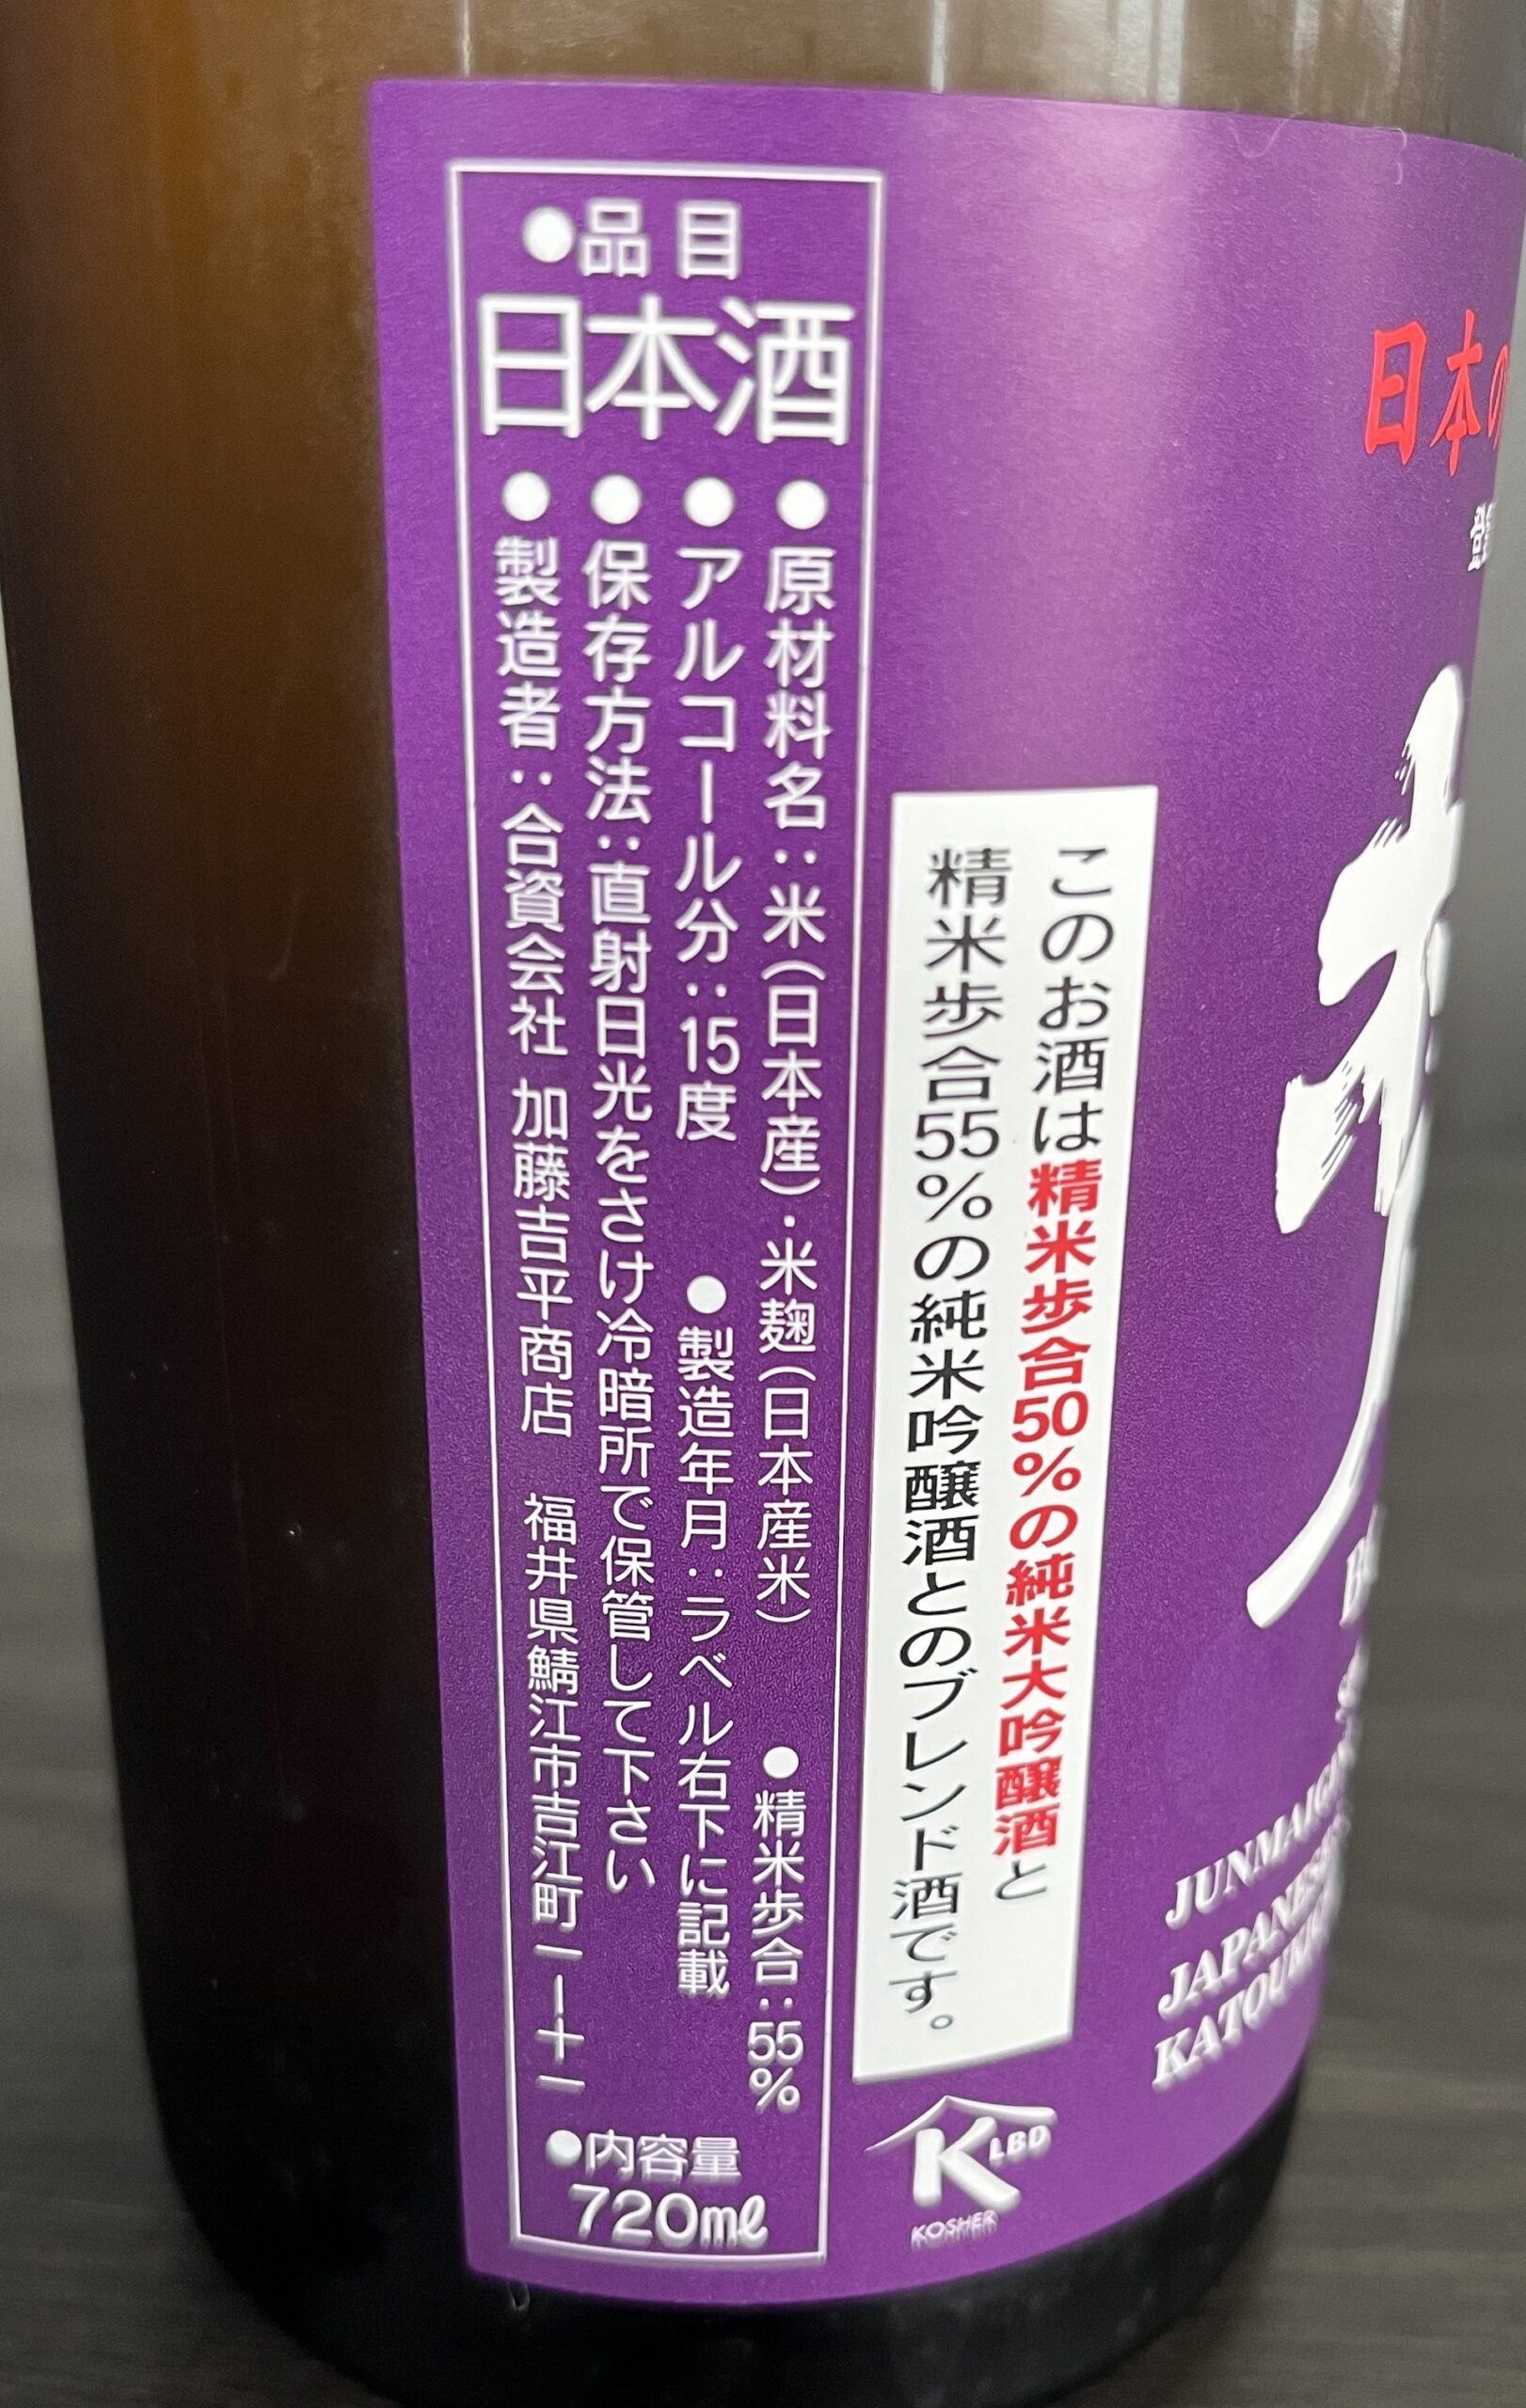 日本の
登
JUNMAIGIN
JAPANES
KATOUKI
このお酒は精米歩合50%の純米大吟醸酒と
精米歩合55%の純米吟醸酒とのブレンド酒です。
K LBD
KOSHER
●品目
日本酒
●原材料名:米(日本産)・米麹(日本産米) ●精米歩合:55%
●アルコール分:15度 ●製造年月:ラベル右下に記載
●保存方法:直射日光をさけ冷暗所で保管して下さい
●製造者:合資会社 加藤吉平商店 福井県鯖江市吉江町一ー十一
●内容量
720mℓ